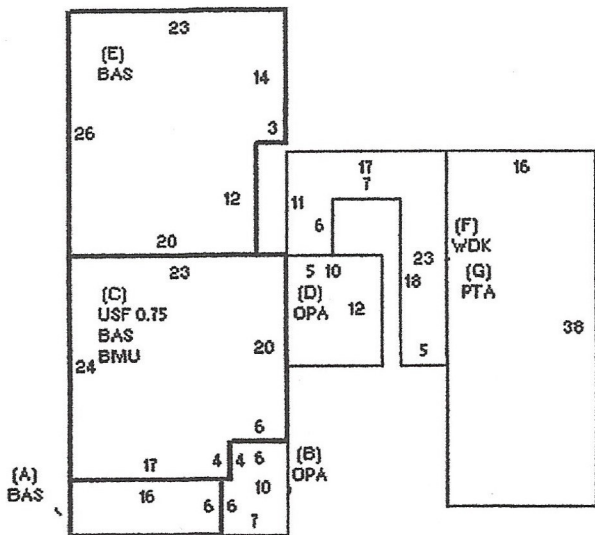 23
(E)
BAS
14
26
3
12
20
17
16
7
11
6
(F)
WDK
23
18
(G)
PTA
5 10
(D)
OPA
12
38
5
23
(C)
USF 0.75
BAS
BMU
20
24
6
17
4 4 6
(B)
OPA
(A)
BAS
16
6 6
10
7